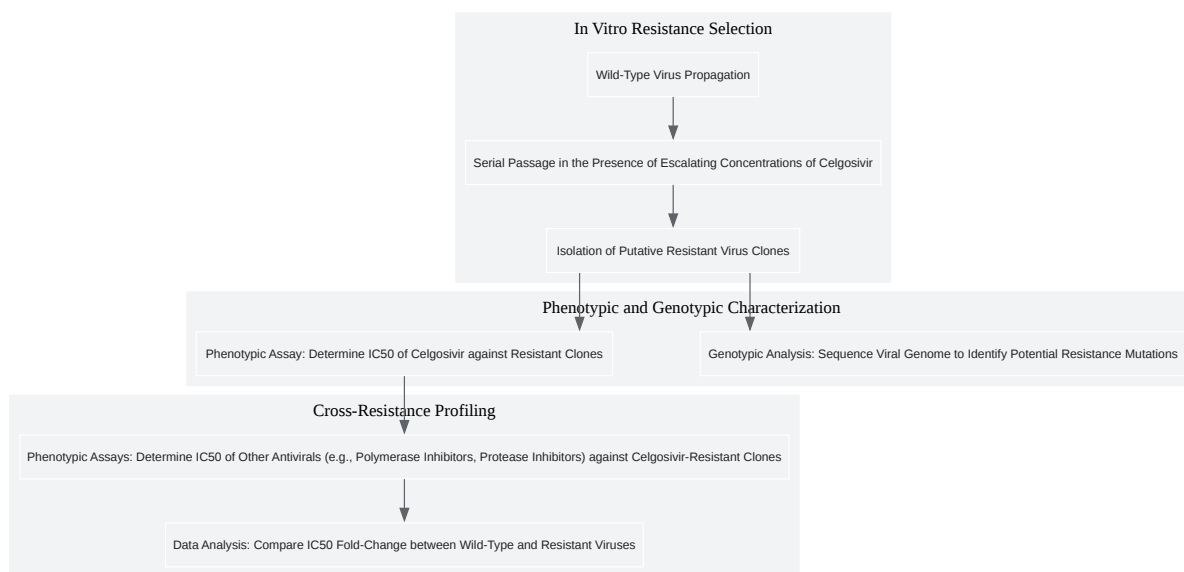 In Vitro Resistance Selection
Wild-Type Virus Propagation
Serial Passage in the Presence of Escalating Concentrations of Celgosivir
Isolation of Putative Resistant Virus Clones
Phenotypic and Genotypic Characterization
Phenotypic Assay: Determine IC50 of Celgosivir against Resistant Clones
Genotypic Analysis: Sequence Viral Genome to Identify Potential Resistance Mutations
Cross-Resistance Profiling
Phenotypic Assays: Determine IC50 of Other Antivirals (e.g., Polymerase Inhibitors, Protease Inhibitors) against Celgosivir-Resistant Clones
Data Analysis: Compare IC50 Fold-Change between Wild-Type and Resistant Viruses